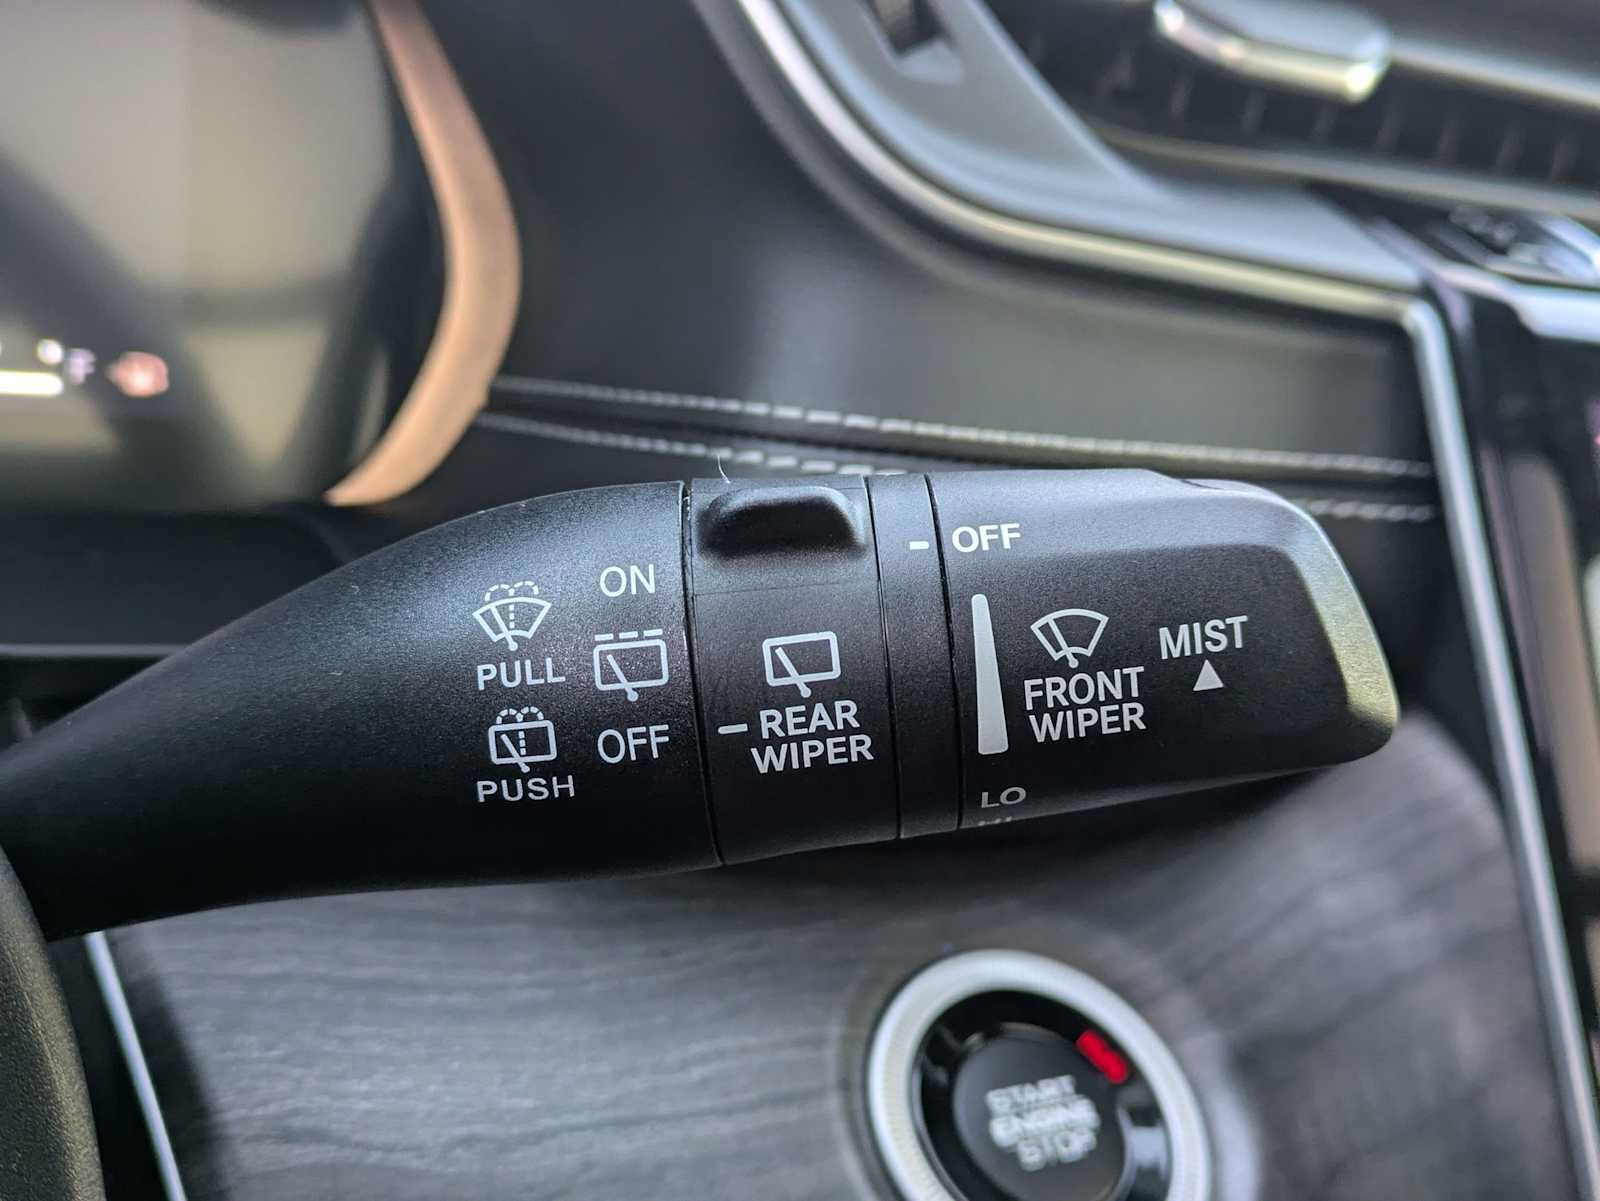 ON
PULL
OFF
PUSH
REAR
WIPER
OFF
FRONT
WIPER
MIST
LO
START
ENGINE
STOP